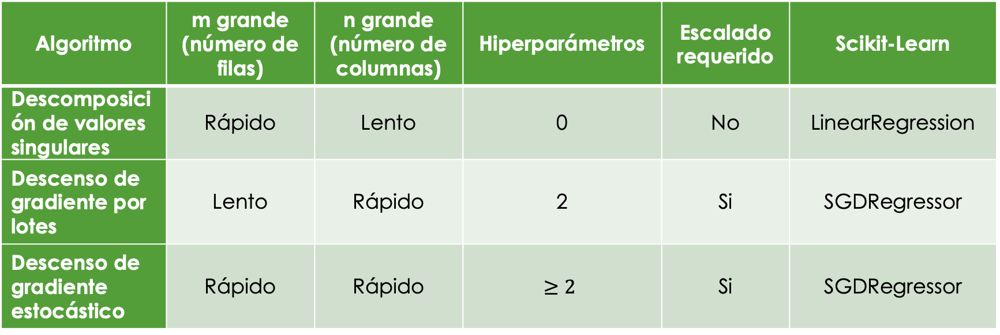 Algoritmo
m grande
(número de
filas)
n grande
(número de
columnas)
Hiperparámetros
Escalado
requerido
Scikit-Learn
Descomposici
ón de valores
singulares
Rápido
Lento
0
No
LinearRegression
Descenso de
gradiente por
lotes
Lento
Rápido
2
Si
SGDRegressor
Descenso de
gradiente
estocástico
Rápido
Rápido
≥ 2
Si
SGDRegressor